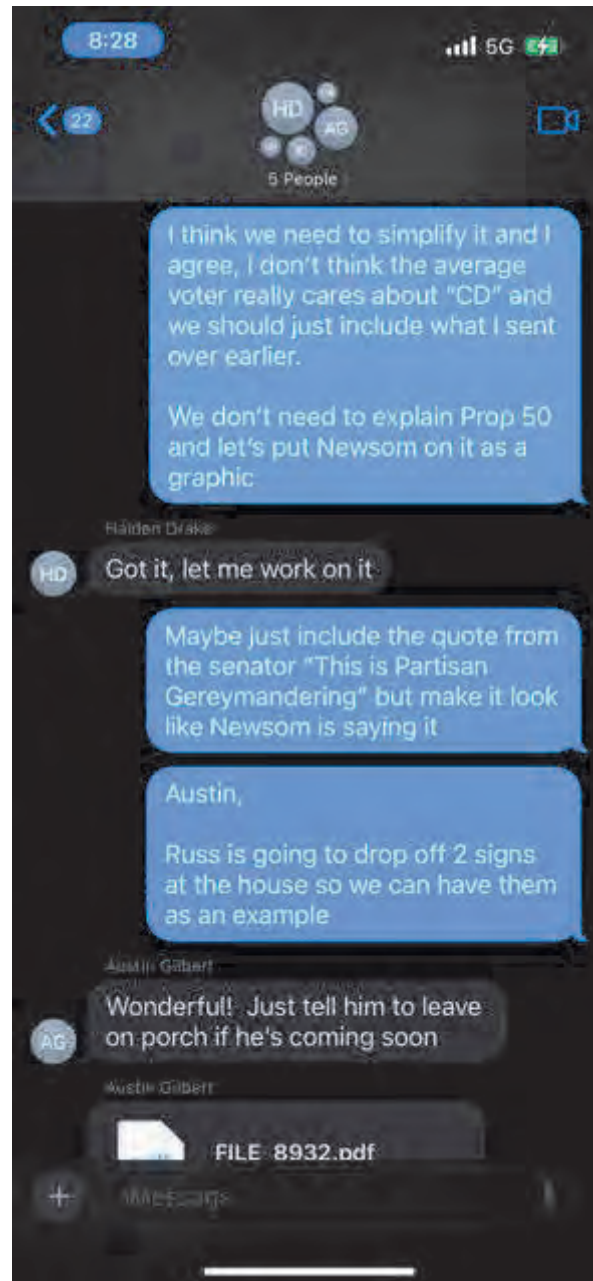 8:28
5G
22
HD
AG
5 People
I think we need to simplify it and I
agree, I don't think the average
voter really cares about "CD" and
we should just include what I sent
over earlier.
We don't need to explain Prop 50
and let's put Newsom on it as a
graphic
Haiden Drake
HD
Got it, let me work on it
Maybe just include the quote from
the senator "This is Partisan
Gereymandering" but make it look
like Newsom is saying it
Austin,
Russ is going to drop off 2 signs
at the house so we can have them
as an example
Austin Gilbert
Wonderful! Just tell him to leave
on porch if he's coming soon
AG
Austin Gilbert
FILE_8932.pdf
iMessage